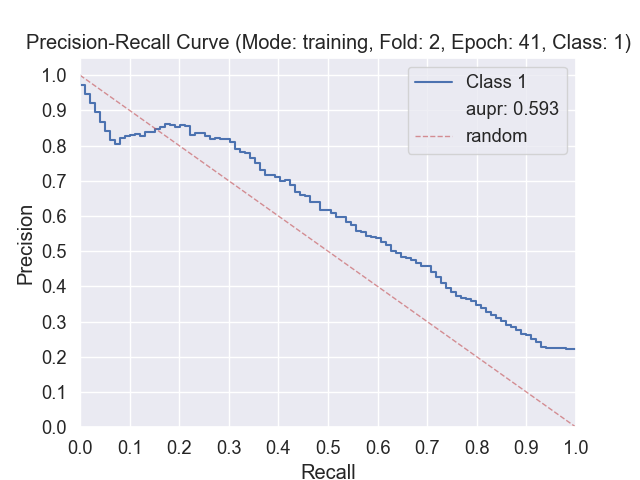 Precision-Recall Curve (Mode: training, Fold: 2, Epoch: 41, Class: 1)
1.0
0.9
0.8
0.7
0.6
0.5
0.4
0.3
0.2
0.1
0.0
Precision
Class 1
aupr: 0.593
random
0.0 0.1 0.2 0.3 0.4 0.5 0.6 0.7 0.8 0.9 1.0
Recall